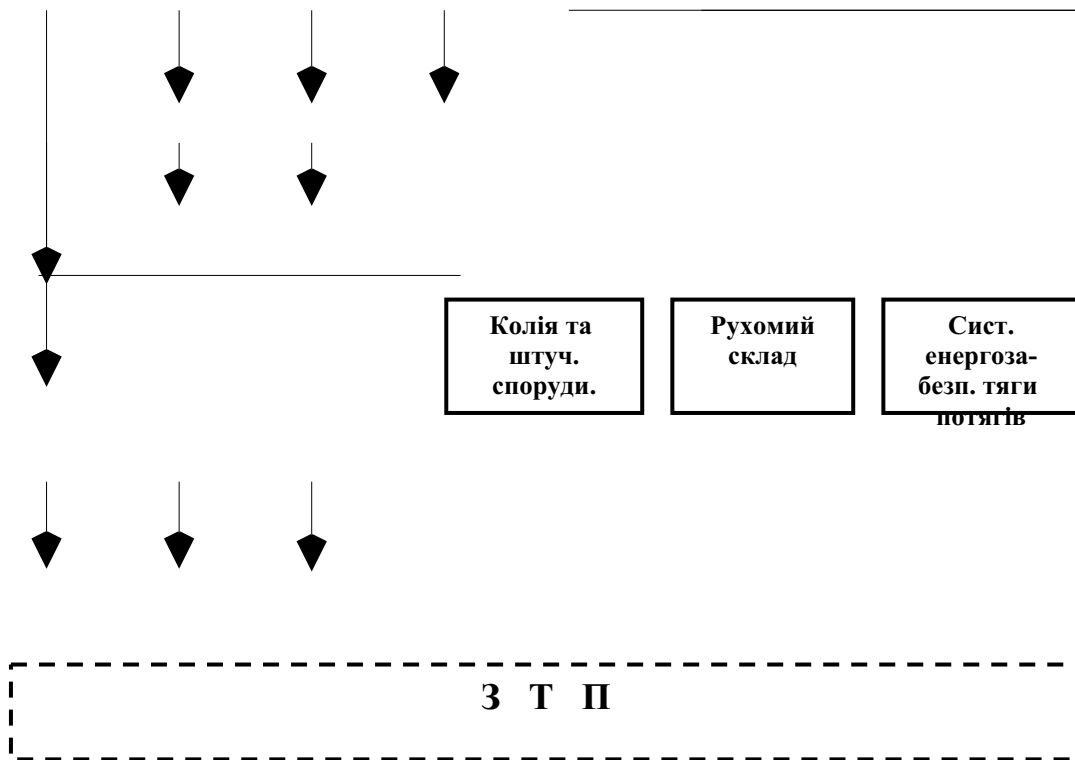 Колія та
штуч.
споруди.
Рухомий
склад
Сист.
енергоза-
безп. тяги
потягів
З Т П